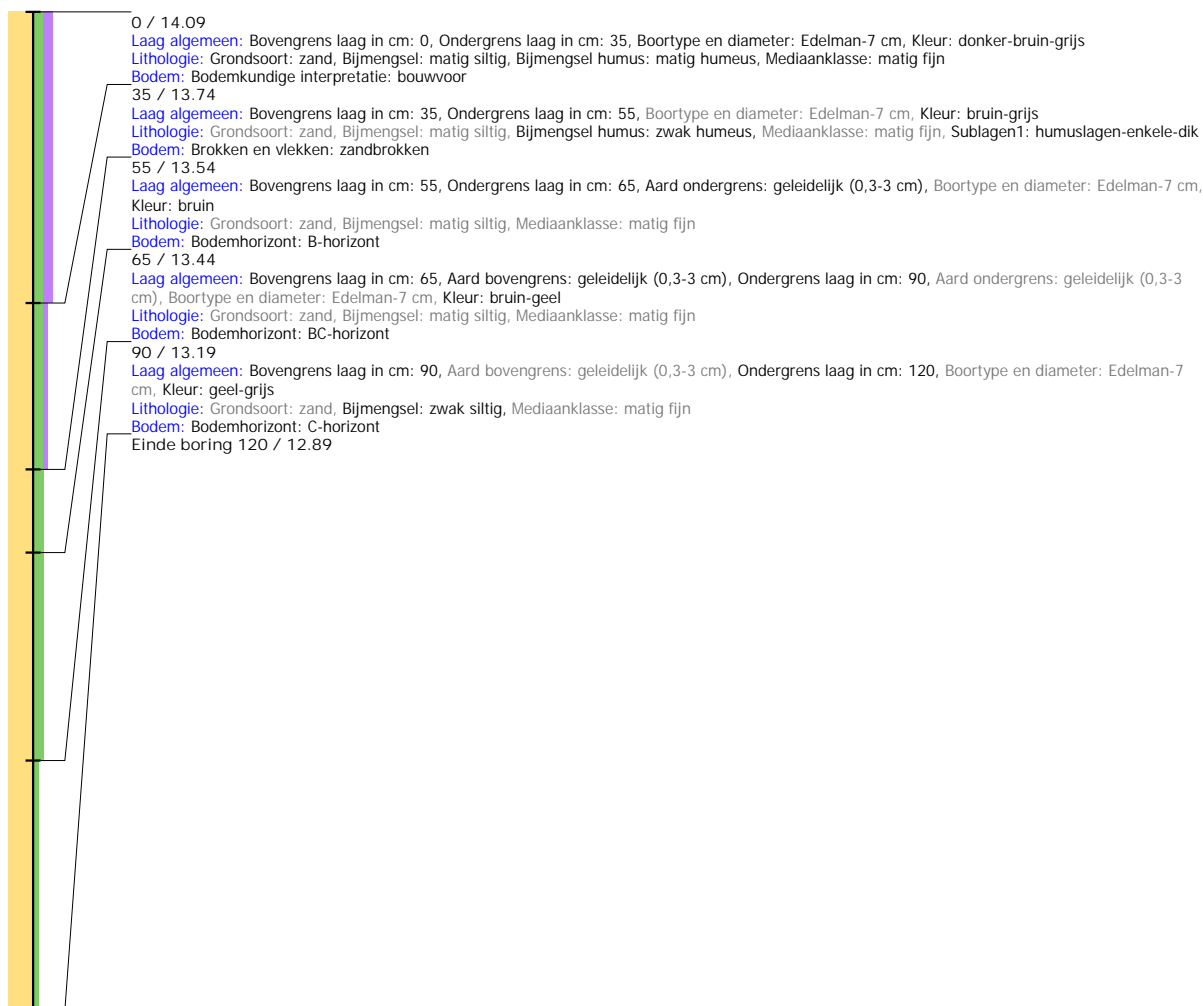 0 / 14.09
Laag algemeen: Bovengrens laag in cm: 0, Ondergrens laag in cm: 35, Boortype en diameter: Edelman-7 cm, Kleur: donker-bruin-grijs
Lithologie: Grondsoort: zand, Bijmengsel: matig siltig, Bijmengsel humus: matig humeus, Mediaanklasse: matig fijn
Bodem: Bodemkundige interpretatie: bouwvoor
35 / 13.74
Laag algemeen: Bovengrens laag in cm: 35, Ondergrens laag in cm: 55, Boortype en diameter: Edelman-7 cm, Kleur: bruin-grijs
Lithologie: Grondsoort: zand, Bijmengsel: matig siltig, Bijmengsel humus: zwak humeus, Mediaanklasse: matig fijn, Sublagen1: humuslagen-enkele-dik
Bodem: Brokken en vlekken: zandbrokken
55 / 13.54
Laag algemeen: Bovengrens laag in cm: 55, Ondergrens laag in cm: 65, Aard ondergrens: geleidelijk (0,3-3 cm), Boortype en diameter: Edelman-7 cm,
Kleur: bruin
Lithologie: Grondsoort: zand, Bijmengsel: matig siltig, Mediaanklasse: matig fijn
Bodem: Bodemhorizont: B-horizont
65 / 13.44
Laag algemeen: Bovengrens laag in cm: 65, Aard bovengrens: geleidelijk (0,3-3 cm), Ondergrens laag in cm: 90, Aard ondergrens: geleidelijk (0,3-3
cm), Boortype en diameter: Edelman-7 cm, Kleur: bruin-geel
Lithologie: Grondsoort: zand, Bijmengsel: matig siltig, Mediaanklasse: matig fijn
Bodem: Bodemhorizont: BC-horizont
90 / 13.19
Laag algemeen: Bovengrens laag in cm: 90, Aard bovengrens: geleidelijk (0,3-3 cm), Ondergrens laag in cm: 120, Boortype en diameter: Edelman-7
cm, Kleur: geel-grijs
Lithologie: Grondsoort: zand, Bijmengsel: zwak siltig, Mediaanklasse: matig fijn
Bodem: Bodemhorizont: C-horizont
Einde boring 120 / 12.89